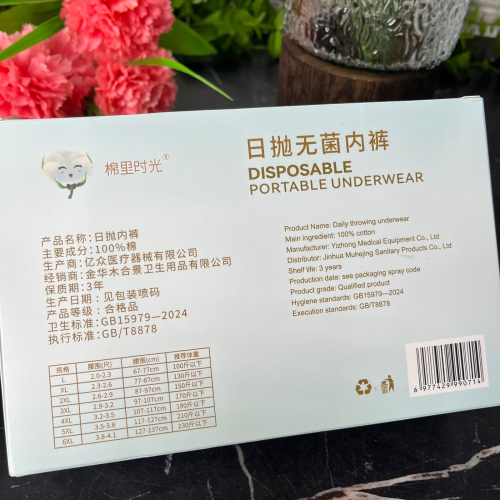 棉里时光®
日抛无菌内裤
DISPOSABLE
PORTABLE UNDERWEAR
产品名称: 日抛内裤
主要成分: 100%棉
生产商: 亿众医疗器械有限公司
经销商: 金华木合景卫生用品有限公司
保质期: 3年
生产日期: 见包装喷码
产品等级: 合格品
卫生标准: GB15979—2024
执行标准: GB/T8878
Product Name: Daily throwing underwear
Main ingredient: 100% cotton
Manufacturer: Yizhong Medical Equipment Co., Ltd
Distributor: Jinhua Muhejing Sanitary Products Co., Ltd
Shelf life: 3 years
Production date: see packaging spray code
Product grade: Qualified product
Hygiene standards: GB15979—2024
Execution standards: GB/T8878
规格 腰围(尺) 腰围(cm) 推荐体重
L 2.0-2.3 67-77cm 100斤以下
XL 2.3-2.6 77-87cm 130斤以下
2XL 2.6-2.9 87-97cm 150斤以下
3XL 2.9-3.2 97-107cm 170斤以下
4XL 3.2-3.5 107-117cm 190斤以下
5XL 3.5-3.8 117-127cm 210斤以下
6XL 3.8-4.1 127-137cm 230斤以下
6 977429 990714